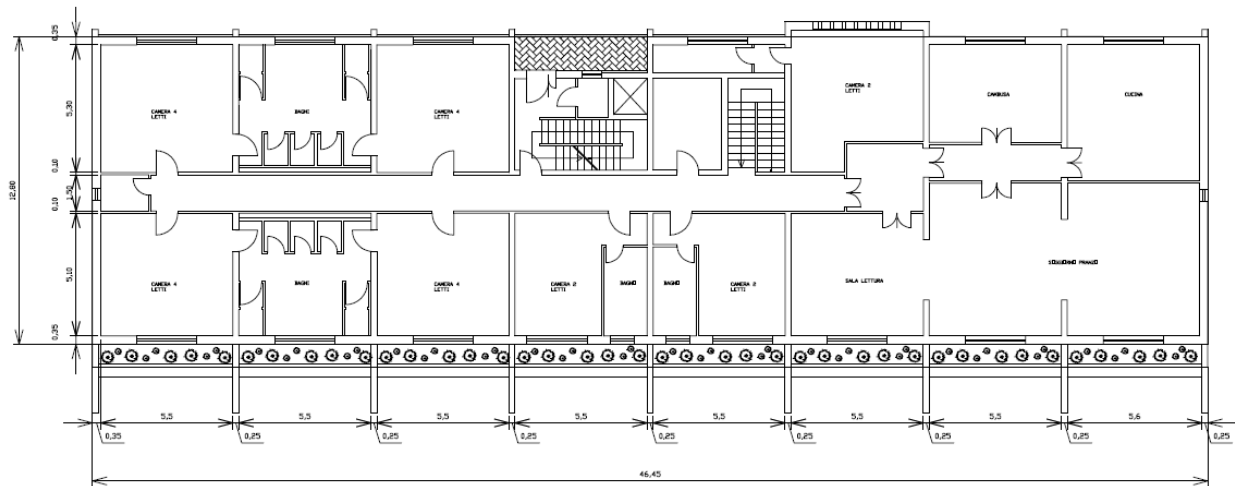 0,35
CAMERA 2
LETTI
CAMERA 4
LETTI
BAGNI
CAMERA 4
LETTI
CAMBUSA
CUCINA
5,30
0,10
1,50
0,10
12,80
SOGGIORNO PRANZO
CAMERA 4
LETTI
BAGNI
CAMERA 4
LETTI
CAMERA 2
LETTI
BAGNO
BAGNO
CAMERA 2
LETTI
SALA LETTURA
5,10
0,35
5,5
5,5
5,5
5,5
5,5
5,5
5,5
5,6
0,35
0,25
0,25
0,25
0,25
0,25
0,25
0,25
0,25
46,45